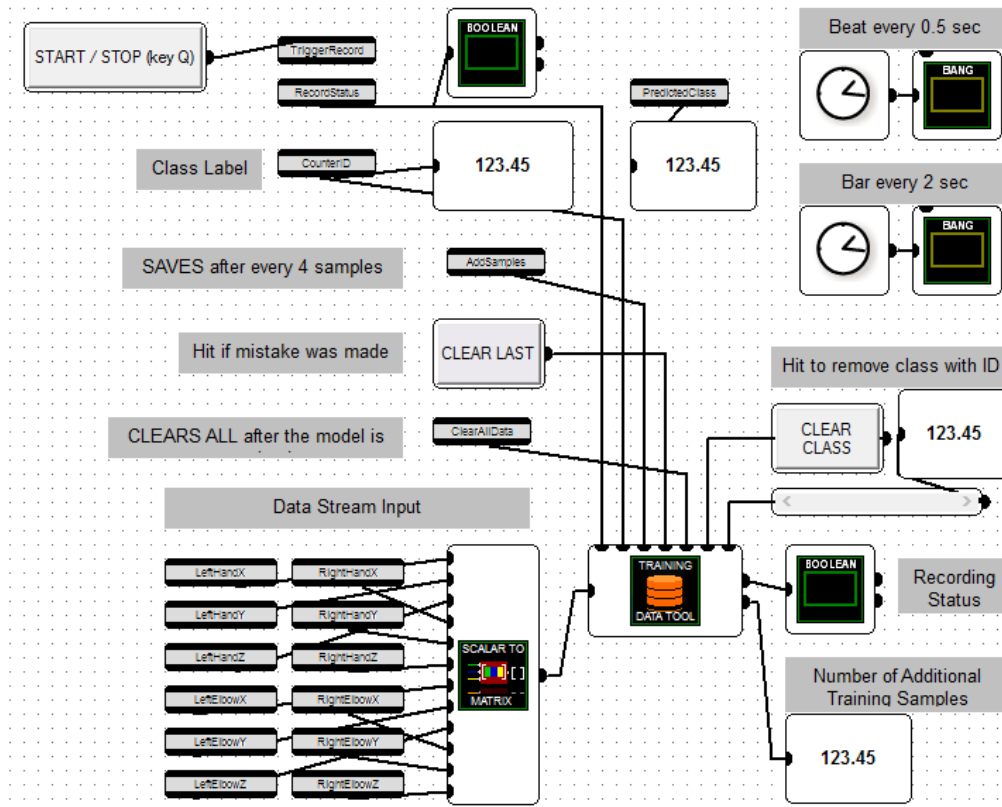 START / STOP (key Q)
TriggerRecord
BOOLEAN
RecordStatus
PredictedClass
Beat every 0.5 sec
BANG
Class Label
CounterID
123.45
123.45
Bar every 2 sec
BANG
SAVES after every 4 samples
AddSamples
Hit if mistake was made
CLEAR LAST
Hit to remove class with ID
CLEARS ALL after the model is
ClearAllData
CLEAR
CLASS
123.45
Data Stream Input
LeftHandX
RightHandX
LeftHandY
RightHandY
LeftHandZ
RightHandZ
LeftElbowX
RightElbowX
LeftElbowY
RightElbowY
LeftElbowZ
RightElbowZ
SCALAR TO
MATRIX
TRAINING
DATA TOOL
BOOLEAN
Recording
Status
Number of Additional
Training Samples
123.45